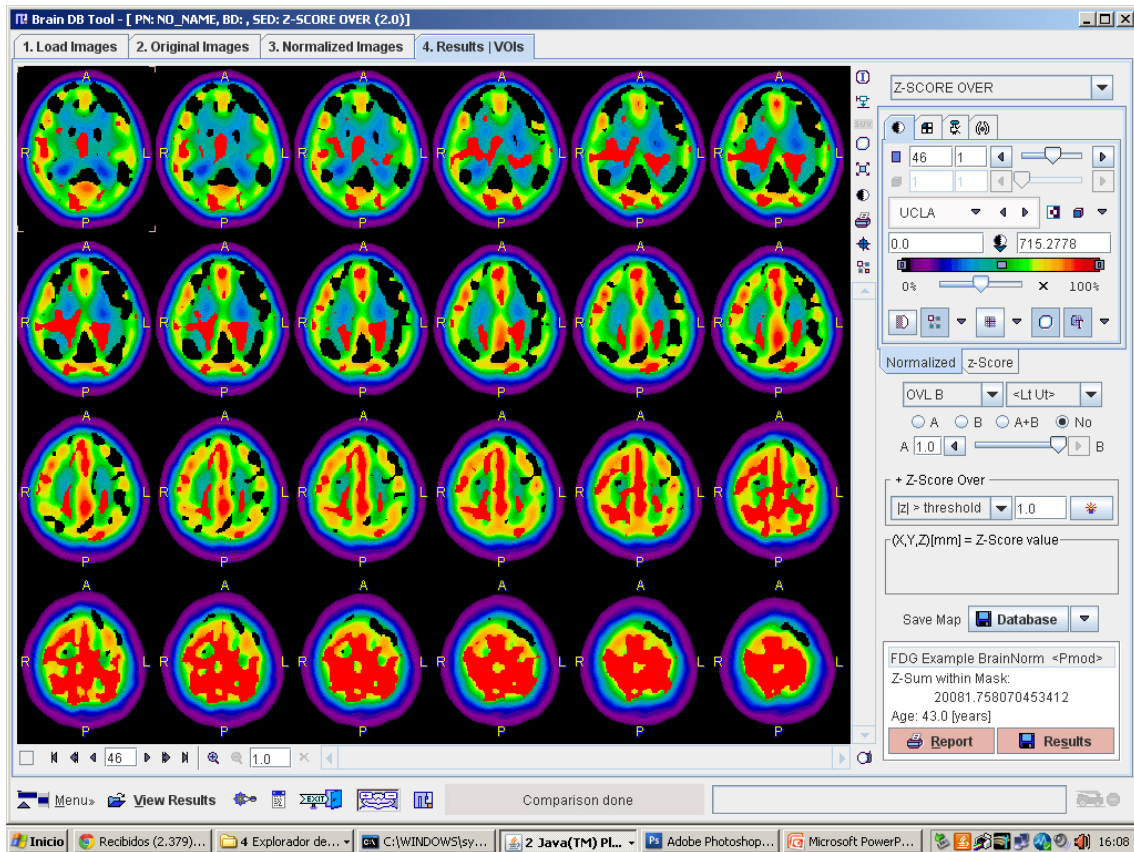 Brain DB Tool - [ PN: NO_NAME, BD: , SED: Z-SCORE OVER (2.0)]
1. Load Images
2. Original Images
3. Normalized Images
4. Results | VOIs
A A A A A A
R L R L R L R L R L R L
P P P P P P
A A A A A A
R L R L R L R L R L R L
P P P P P P
A A A A A A
R L R L R L R L R L R L
P P P P P P
A A A A A A
R L R L R L R L R L R L
P P P P P P
SUV
Z-SCORE OVER
46 1
1 1
UCLA
0.0 715.2778
0% × 100%
Normalized z-Score
OVL B <Lt Ut>
A B A+B No
A 1.0 B
+ Z-Score Over
|z| > threshold 1.0
(X,Y,Z)[mm] = Z-Score value
Save Map Database
FDG Example BrainNorm <Pmod>
Z-Sum within Mask:
20081.758070453412
Age: 43.0 [years]
Report Results
46 1.0 ×
Menu» View Results EXIT Comparison done
Inicio Recibidos (2.379)... 4 Explorador de... C:\WINDOWS\sy... 2 Java(TM) Pl... Adobe Photoshop... Microsoft PowerP... 16:08